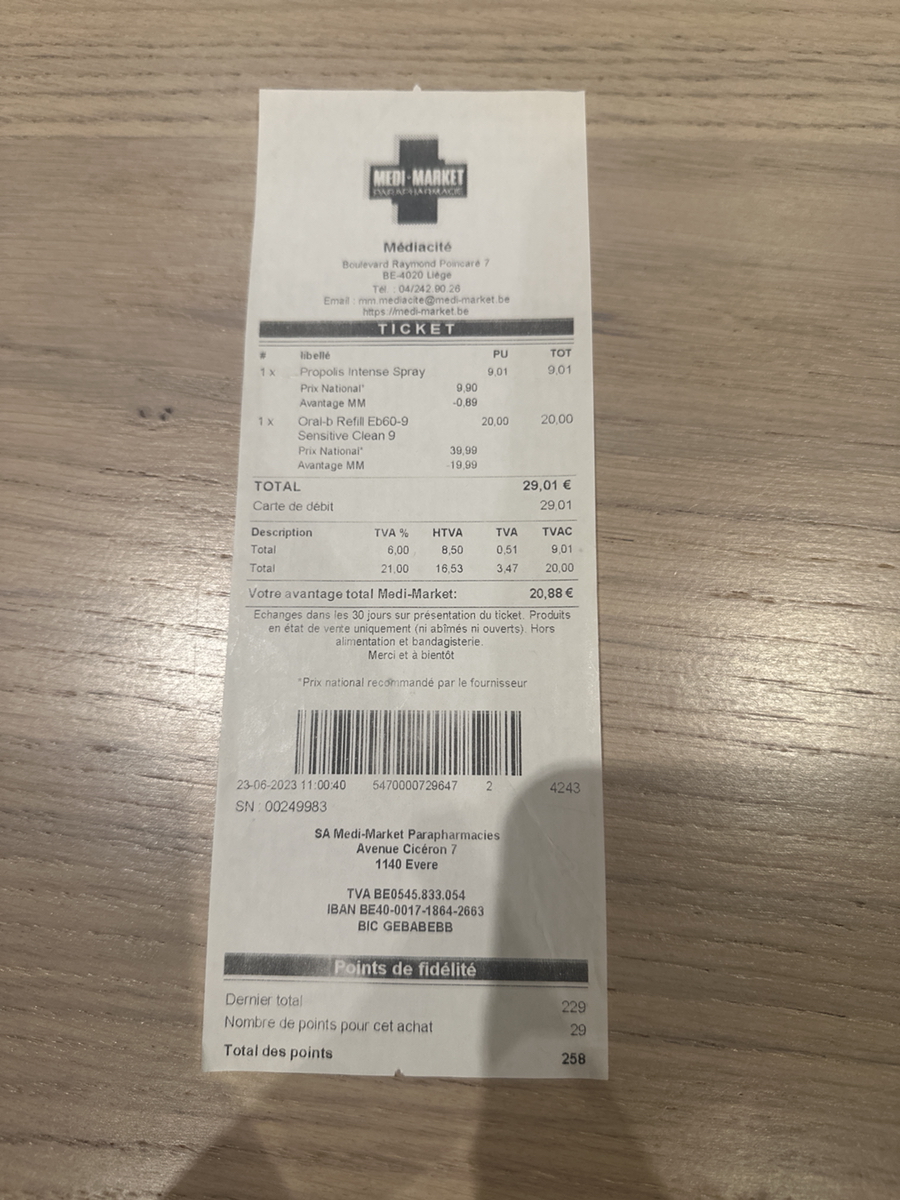 MEDI-MARKET
PARAPHARMACIE
Médiacité
Boulevard Raymond Poincaré 7
BE-4020 Liège
Tél : 04/242.90.26
Email : mm.mediacite@medi-market.be
https://medi-market.be
TICKET
# libellé PU TOT
1 x Propolis Intense Spray 9,01 9,01
Prix National* 9,90
Avantage MM -0,89
1 x Oral-b Refill Eb60-9 20,00 20,00
Sensitive Clean 9
Prix National* 39,99
Avantage MM -19,99
TOTAL 29,01 €
Carte de débit 29,01
Description TVA % HTVA TVA TVAC
Total 6,00 8,50 0,51 9,01
Total 21,00 16,53 3,47 20,00
Votre avantage total Medi-Market: 20,88 €
Echanges dans les 30 jours sur présentation du ticket. Produits
en état de vente uniquement (ni abîmés ni ouverts). Hors
alimentation et bandagisterie.
Merci et à bientôt
*Prix national recommandé par le fournisseur
23-06-2023 11:00:40 5470000729647 2 4243
SN : 00249983
SA Medi-Market Parapharmacies
Avenue Cicéron 7
1140 Evere
TVA BE0545.833.054
IBAN BE40-0017-1864-2663
BIC GEBABEBB
Points de fidélité
Dernier total 229
Nombre de points pour cet achat 29
Total des points 258